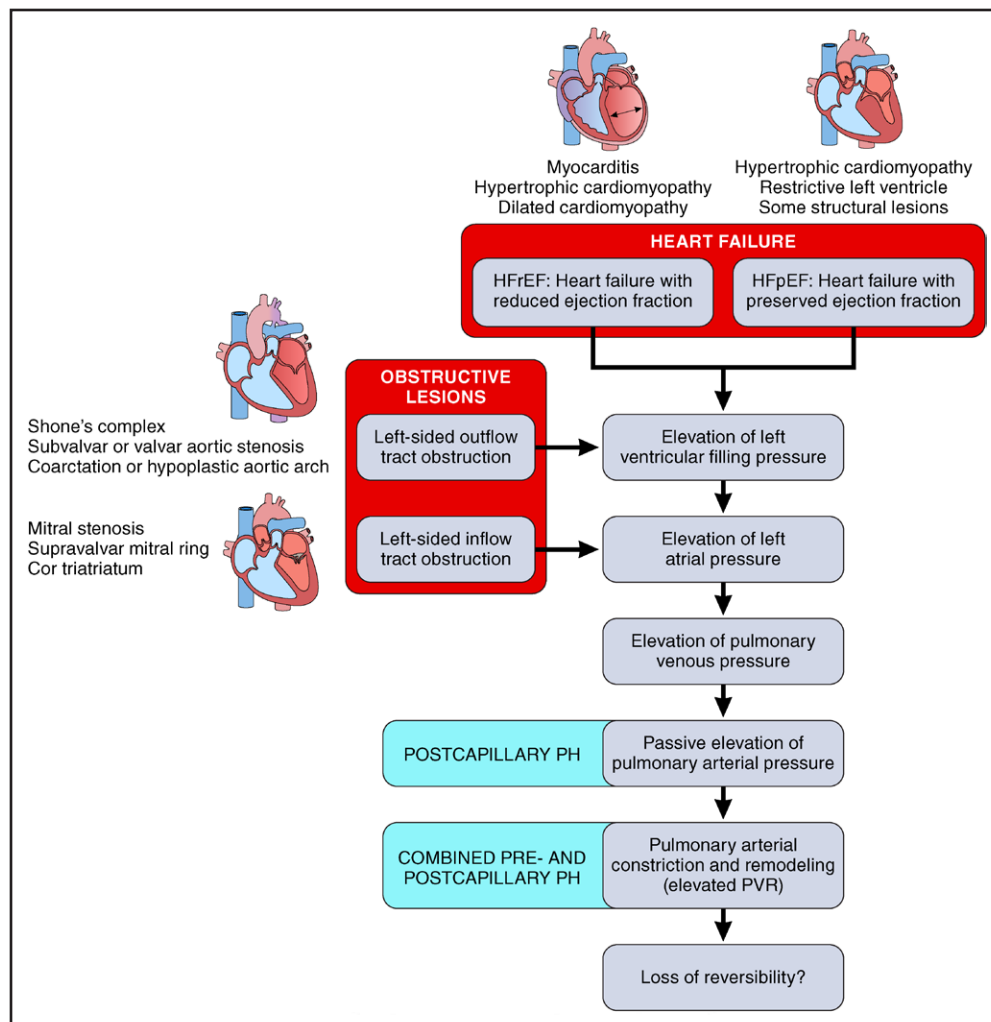 Myocarditis
Hypertrophic cardiomyopathy
Dilated cardiomyopathy
Hypertrophic cardiomyopathy
Restrictive left ventricle
Some structural lesions
HEART FAILURE
HFrEF: Heart failure with
reduced ejection fraction
HFpEF: Heart failure with
preserved ejection fraction
OBSTRUCTIVE
LESIONS
Shone's complex
Subvalvar or valvar aortic stenosis
Coarctation or hypoplastic aortic arch
Left-sided outflow
tract obstruction
Elevation of left
ventricular filling pressure
Mitral stenosis
Supravalvar mitral ring
Cor triatriatum
Left-sided inflow
tract obstruction
Elevation of left
atrial pressure
Elevation of pulmonary
venous pressure
POSTCAPILLARY PH
Passive elevation of
pulmonary arterial pressure
COMBINED PRE- AND
POSTCAPILLARY PH
Pulmonary arterial
constriction and remodeling
(elevated PVR)
Loss of reversibility?